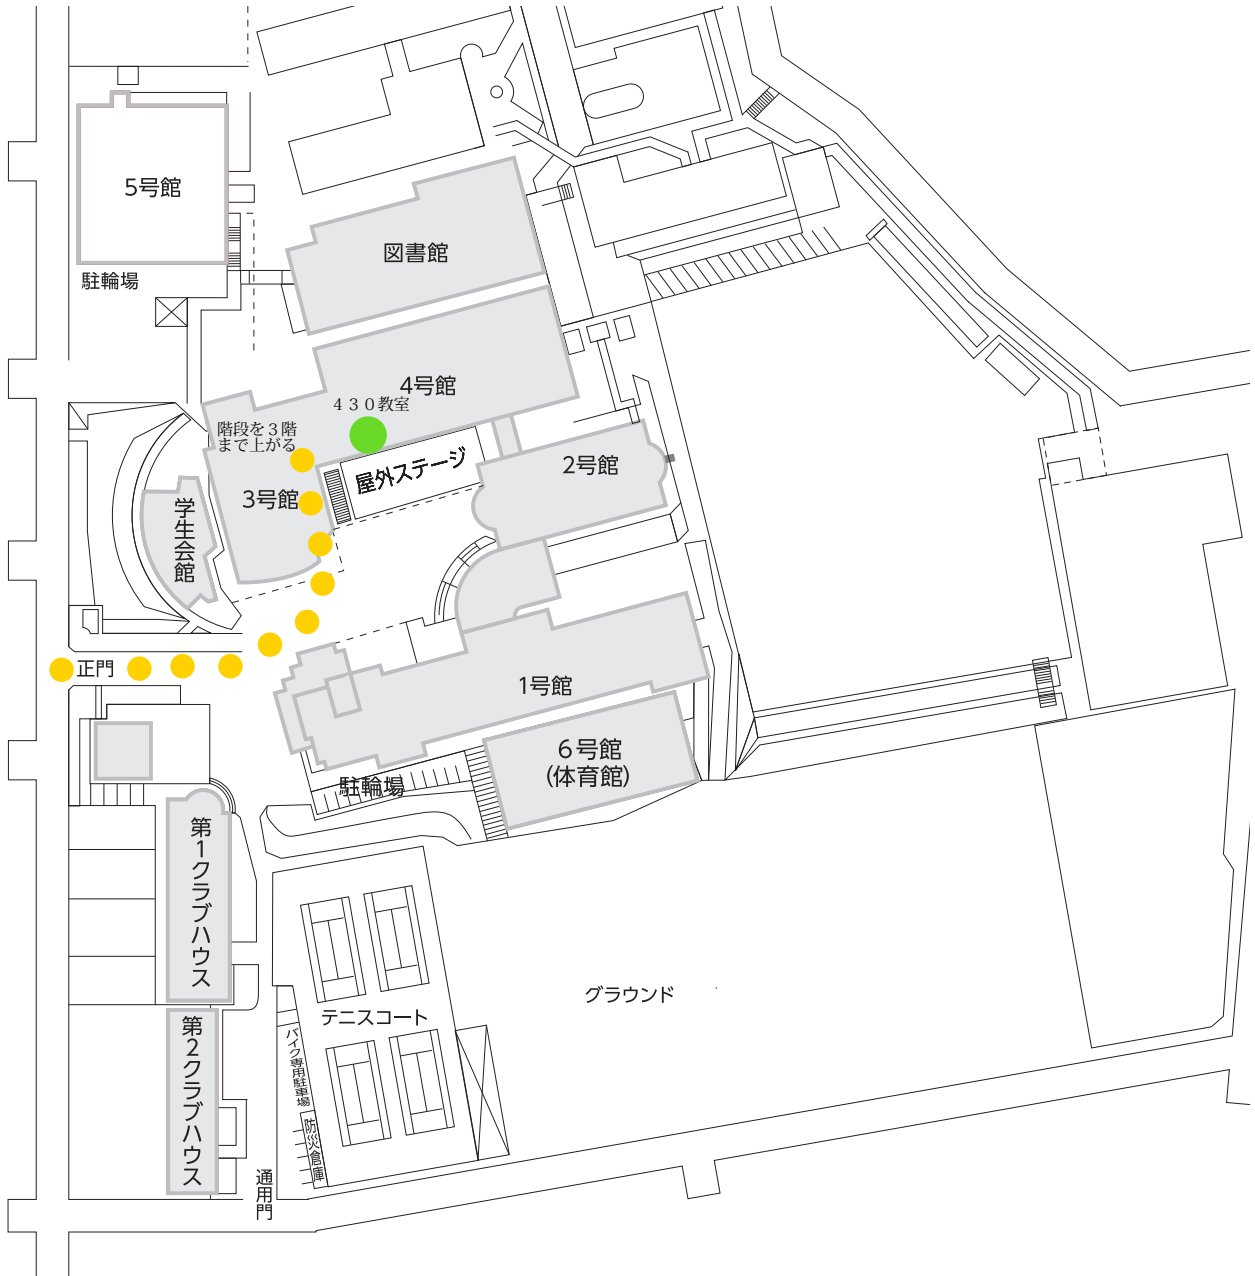 5号館
駐輪場
図書館
4号館
４３０教室
階段を３階
まで上がる
屋外ステージ
2号館
3号館
学生会館
正門
1号館
6号館
(体育館)
駐輪場
第1クラブハウス
グラウンド
テニスコート
バイク専用駐車場
第2クラブハウス
防災倉庫
通用門